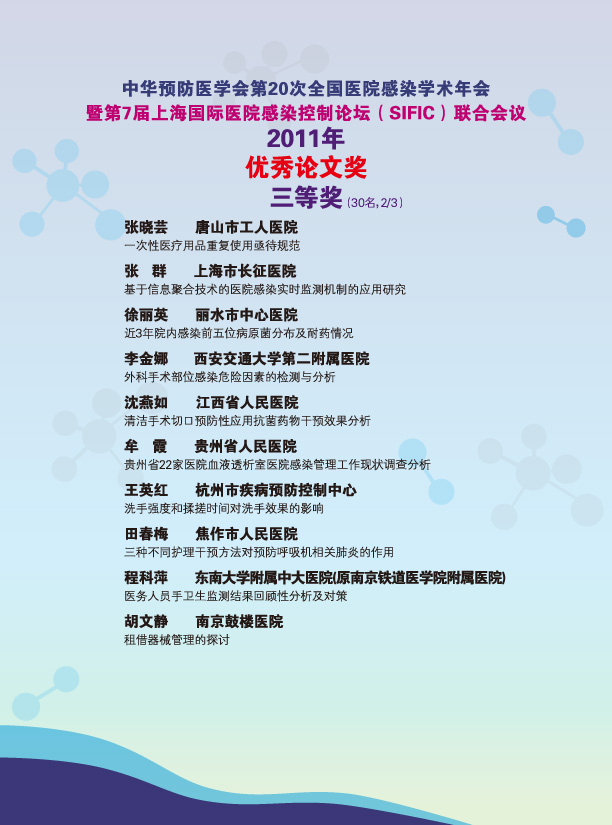 中华预防医学会第20次全国医院感染学术年会
暨第7届上海国际医院感染控制论坛（SIFIC）联合会议
2011年
优秀论文奖
三等奖(30名,2/3)
张晓芸 唐山市工人医院
一次性医疗用品重复使用亟待规范
张 群 上海市长征医院
基于信息聚合技术的医院感染实时监测机制的应用研究
徐丽英 丽水市中心医院
近3年院内感染前五位病原菌分布及耐药情况
李金娜 西安交通大学第二附属医院
外科手术部位感染危险因素的检测与分析
沈燕如 江西省人民医院
清洁手术切口预防性应用抗菌药物干预效果分析
牟 霞 贵州省人民医院
贵州省22家医院血液透析室医院感染管理工作现状调查分析
王英红 杭州市疾病预防控制中心
洗手强度和揉搓时间对洗手效果的影响
田春梅 焦作市人民医院
三种不同护理干预方法对预防呼吸机相关肺炎的作用
程科萍 东南大学附属中大医院(原南京铁道医学院附属医院)
医务人员手卫生监测结果回顾性分析及对策
胡文静 南京鼓楼医院
租借器械管理的探讨